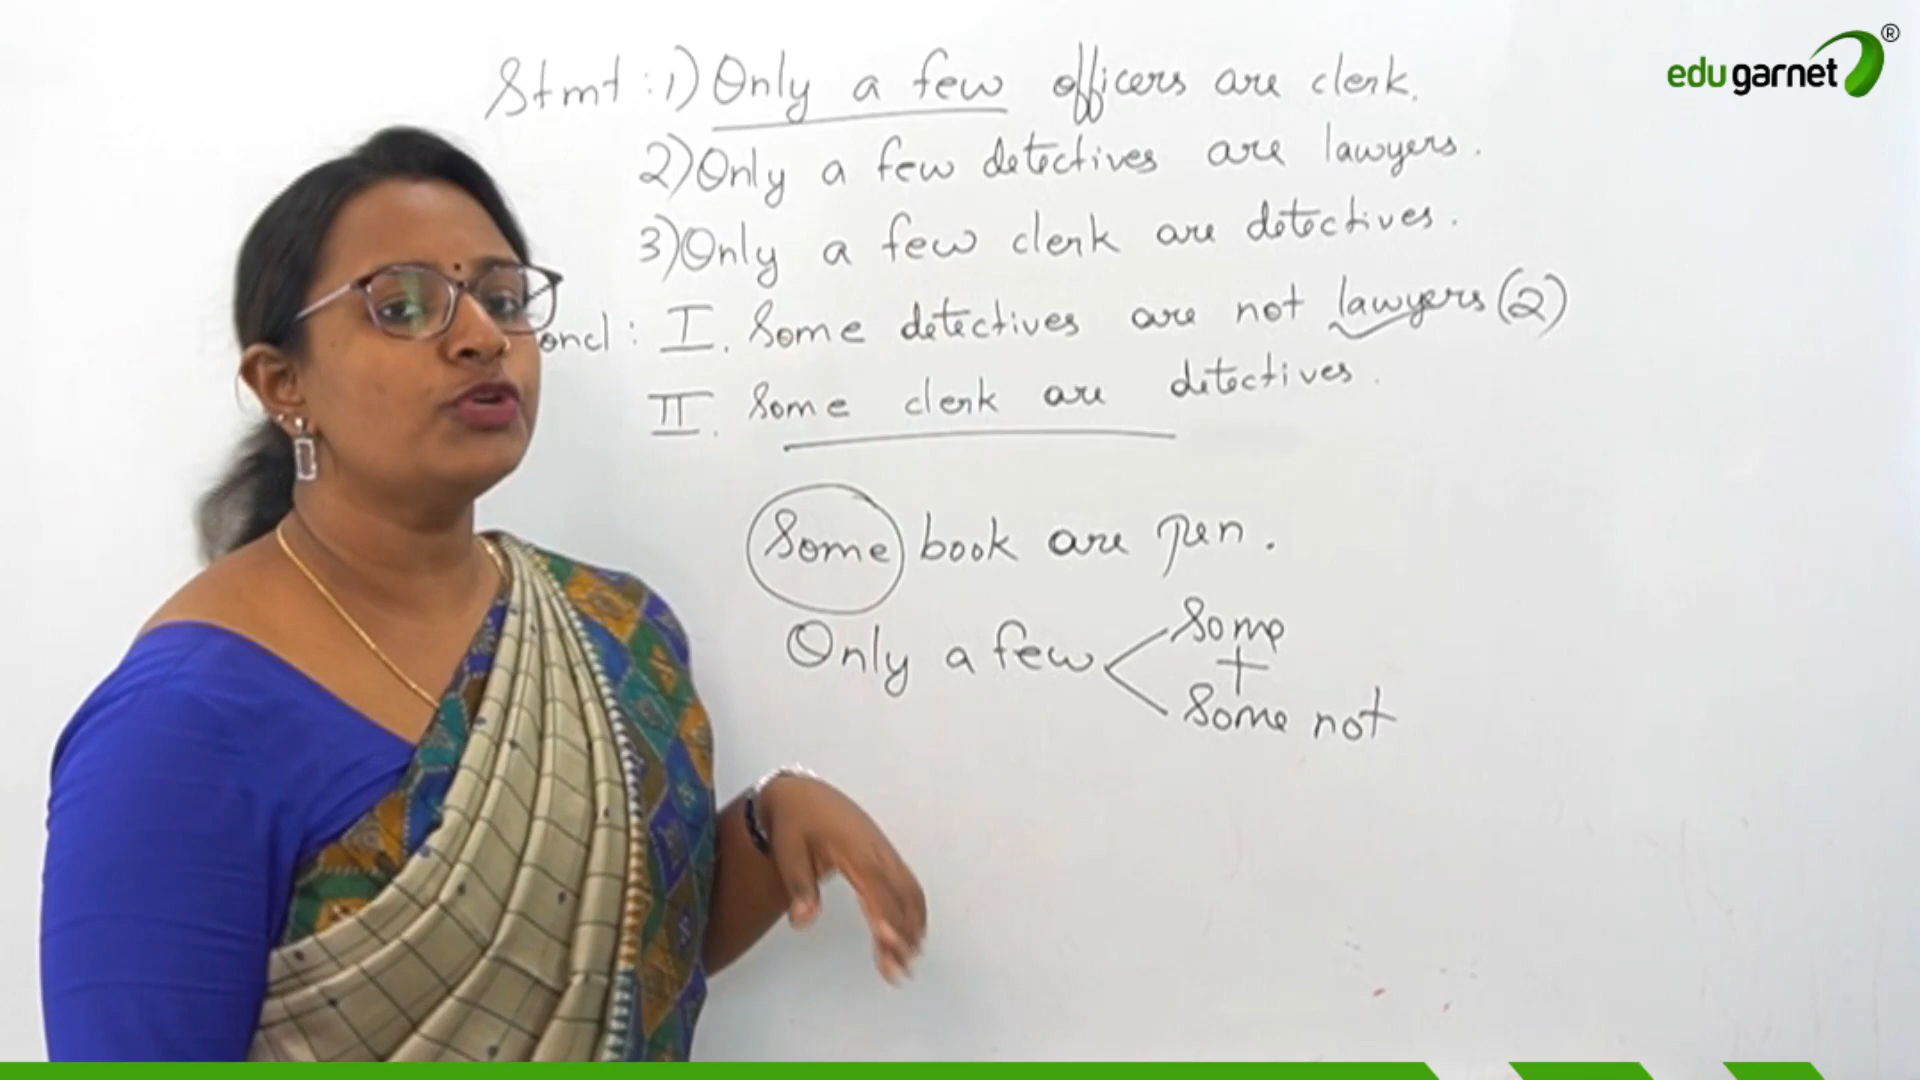 edugarnet®
Stmt : 1) Only a few officers are clerk.
2) Only a few detectives are lawyers.
3) Only a few clerk are detectives.
oncl : I. Some detectives are not lawyers (2)
II. Some clerk are detectives.
Some book are pen.
Only a few < Some
+
Some not